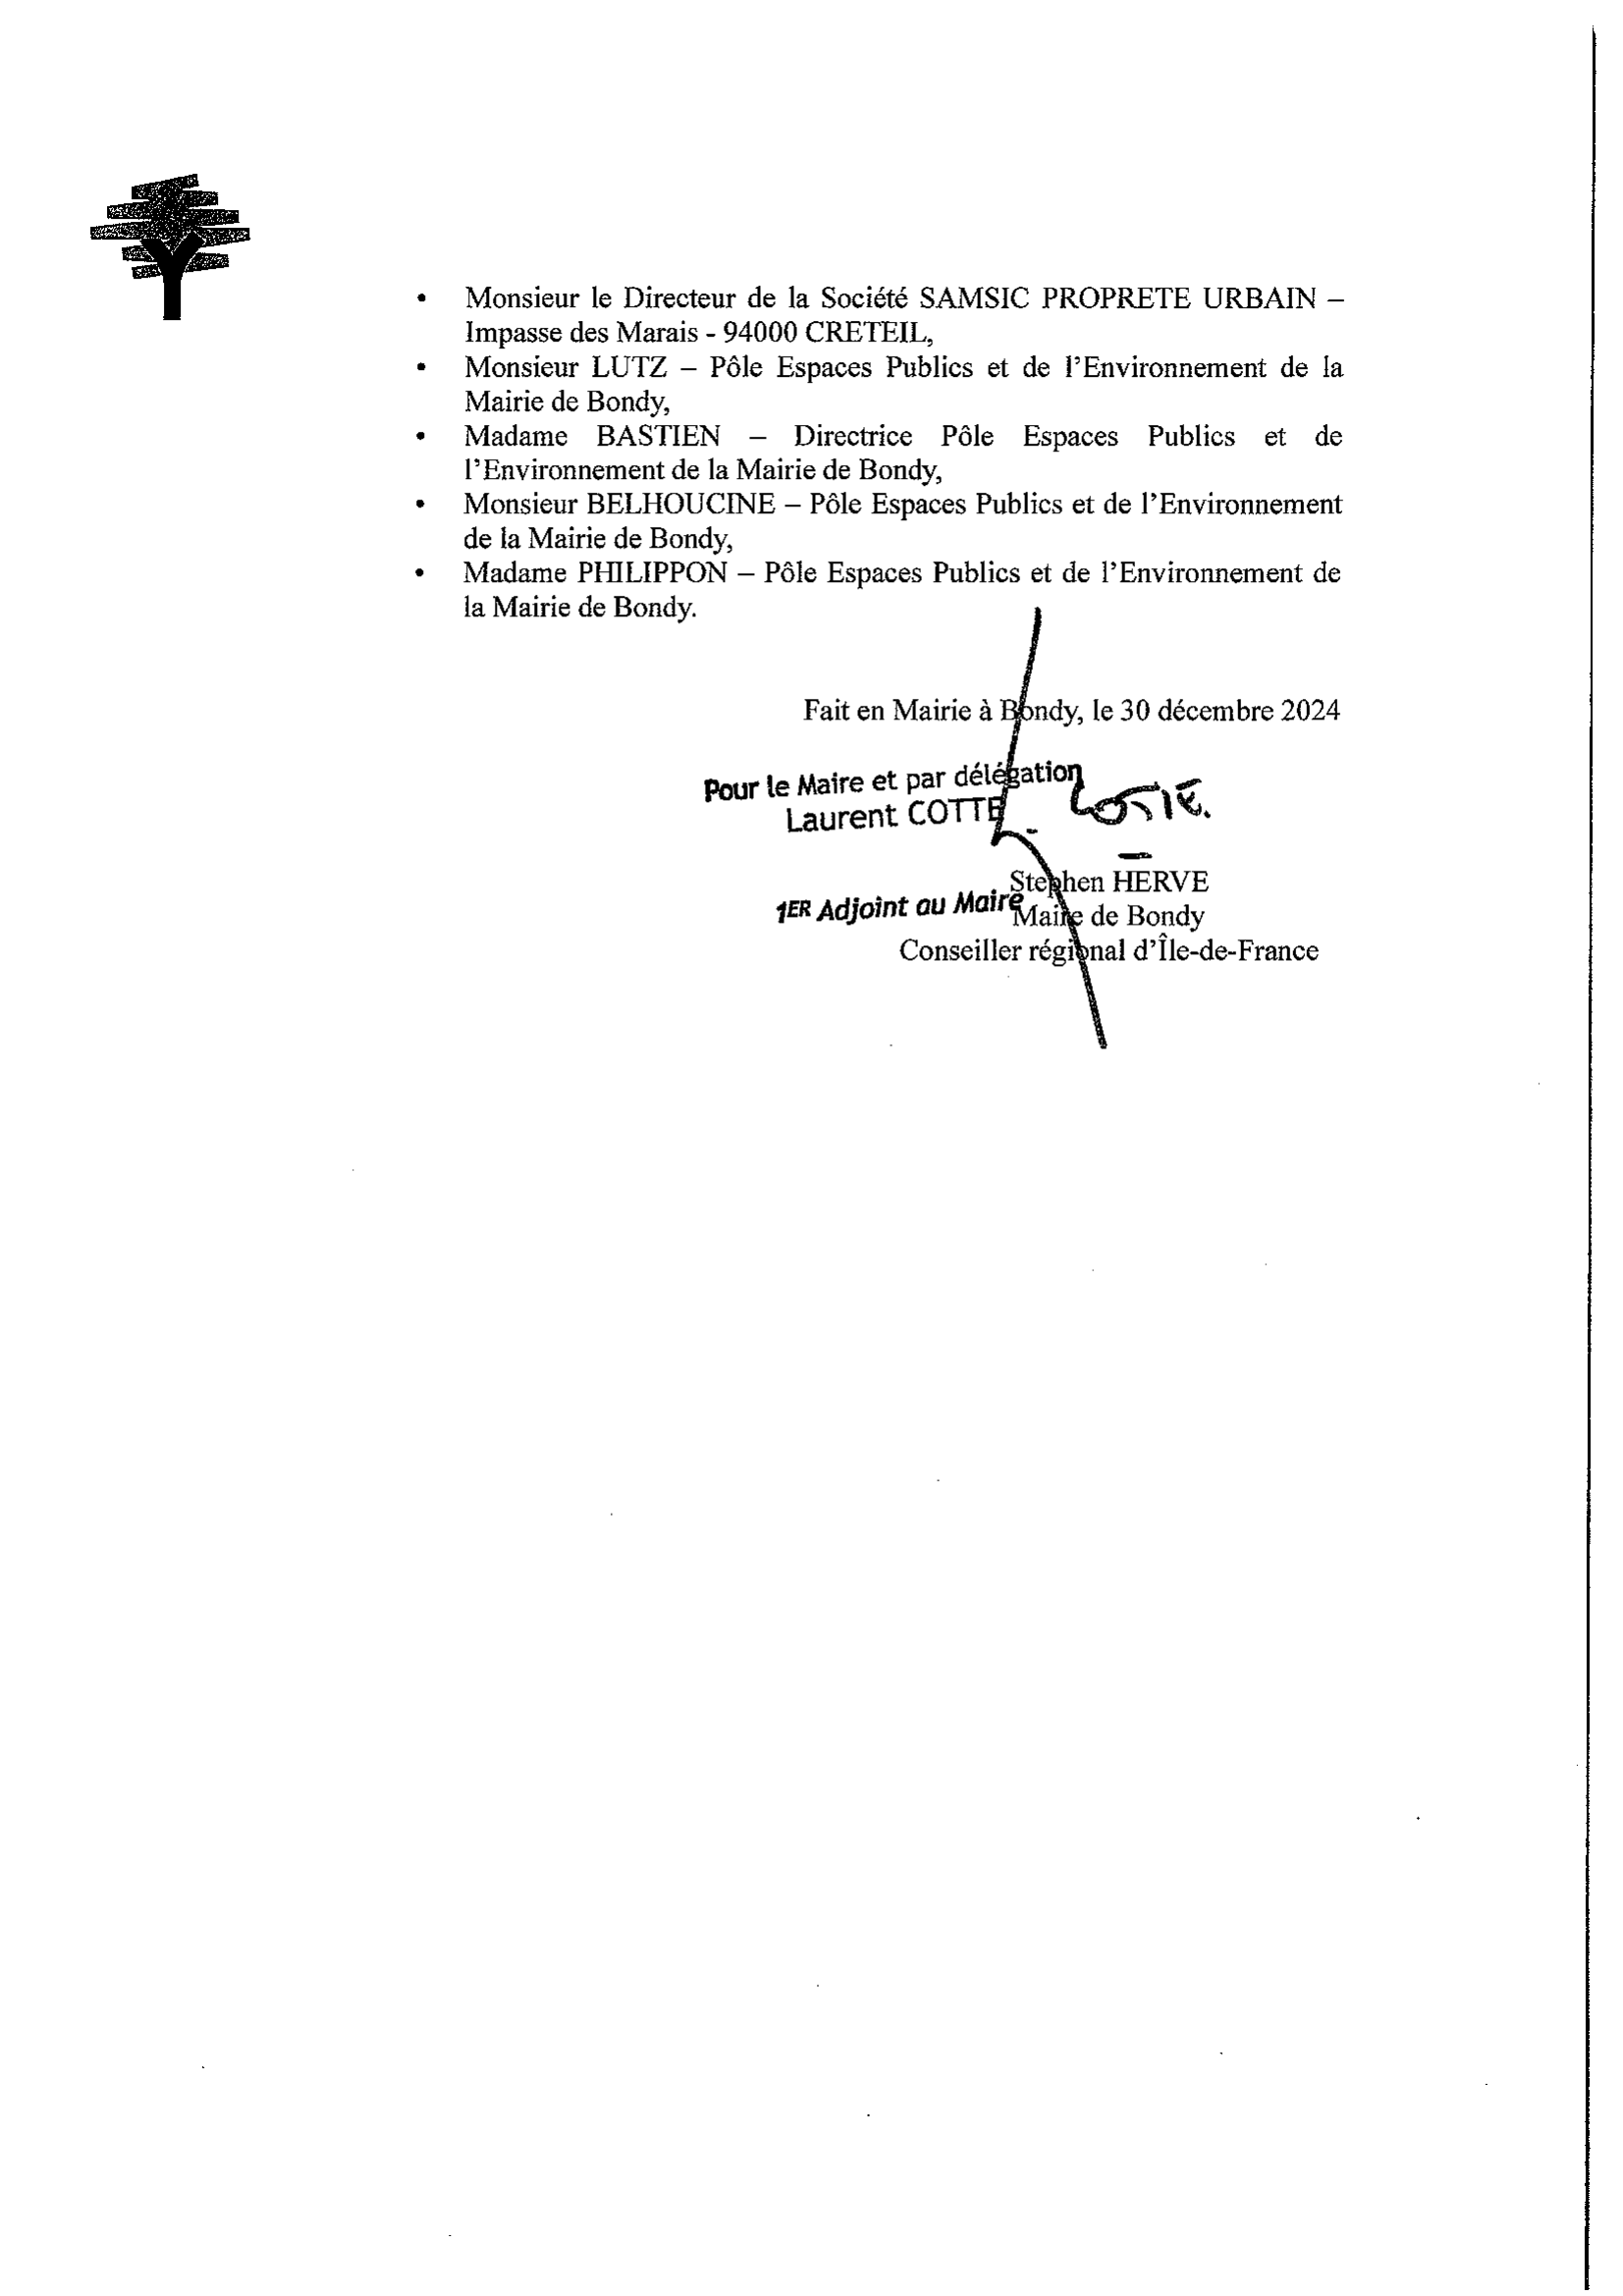 • Monsieur le Directeur de la Société SAMSIC PROPRETE URBAIN –
Impasse des Marais - 94000 CRETEIL,
• Monsieur LUTZ – Pôle Espaces Publics et de l’Environnement de la
Mairie de Bondy,
• Madame BASTIEN – Directrice Pôle Espaces Publics et de
l’Environnement de la Mairie de Bondy,
• Monsieur BELHOUCINE – Pôle Espaces Publics et de l’Environnement
de la Mairie de Bondy,
• Madame PHILIPPON – Pôle Espaces Publics et de l’Environnement de
la Mairie de Bondy.
Fait en Mairie à Bondy, le 30 décembre 2024
Pour le Maire et par délégation
Laurent COTTE
Stephen HERVE
1ER Adjoint au Maire
Maire de Bondy
Conseiller régional d’Île-de-France